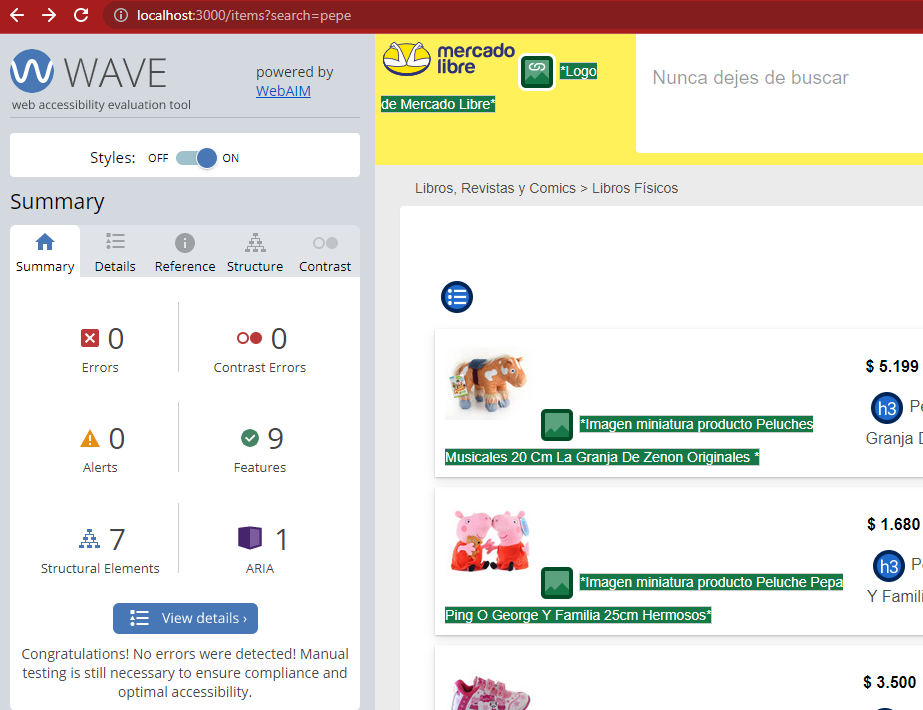 localhost:3000/items?search=pepe
WAVE
powered by
WebAIM
web accessibility evaluation tool
Styles: OFF ON
Summary
Summary Details Reference Structure Contrast
0 0
Errors Contrast Errors
0 9
Alerts Features
7 1
Structural Elements ARIA
View details ›
Congratulations! No errors were detected! Manual
testing is still necessary to ensure compliance and
optimal accessibility.
mercado
libre
*Logo
de Mercado Libre*
Nunca dejes de buscar
Libros, Revistas y Comics > Libros Físicos
$ 5.199
h3 Pe
*Imagen miniatura producto Peluches
Granja D
Musicales 20 Cm La Granja De Zenon Originales *
$ 1.680
h3 Pe
*Imagen miniatura producto Peluche Pepa
Y Famili
Ping O George Y Familia 25cm Hermosos*
$ 3.500